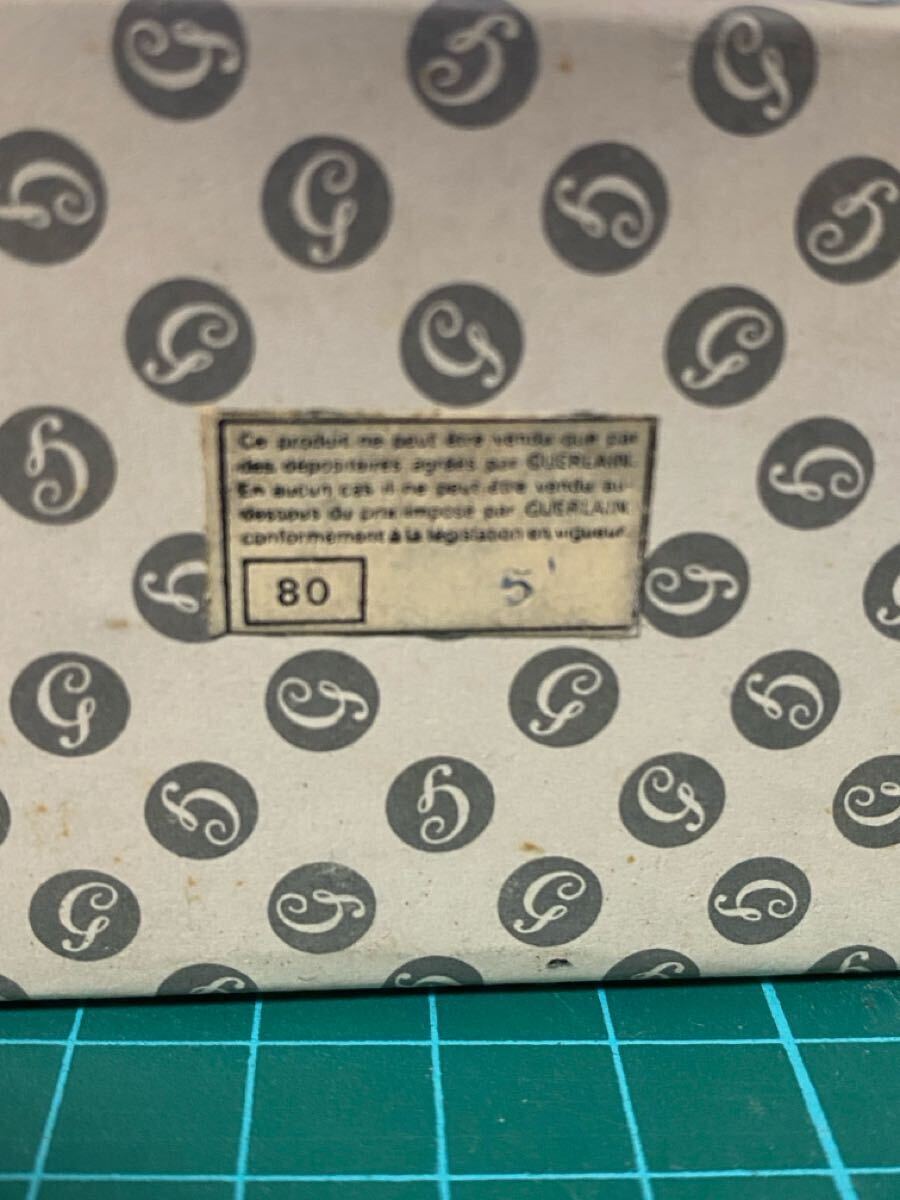 Ce produit ne peut être vendu que par
des dépositaires agréés par GUERLAIN.
En aucun cas il ne peut être vendu au-
dessous du prix imposé par GUERLAIN
conformément à la législation en vigueur.
80 5'